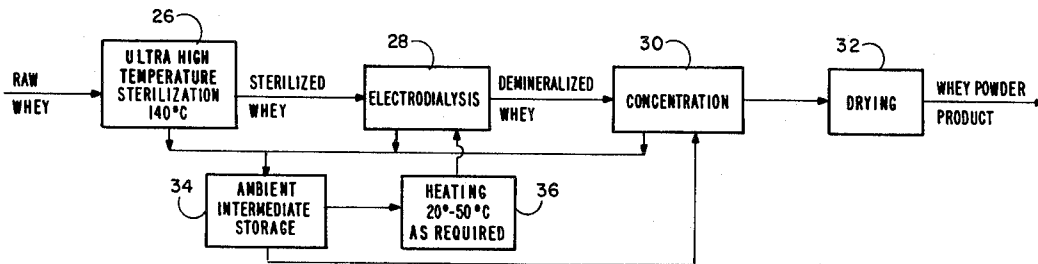 26
28
30
32
RAW
WHEY
ULTRA HIGH
TEMPERATURE
STERILIZATION
140°C
STERILIZED
WHEY
ELECTRODIALYSIS
DEMINERALIZED
WHEY
CONCENTRATION
DRYING
WHEY POWDER
PRODUCT
34
AMBIENT
INTERMEDIATE
STORAGE
HEATING
20°-50°C
AS REQUIRED
36